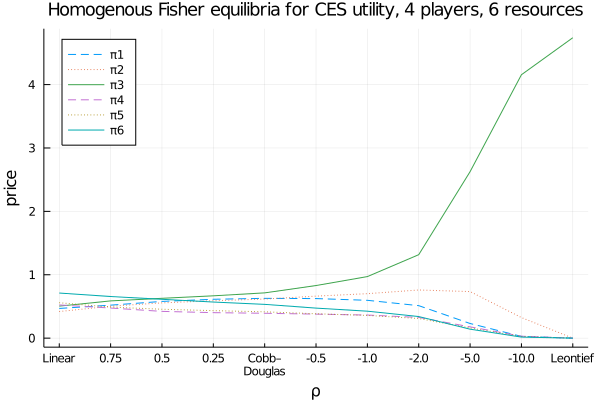 Homogenous Fisher equilibria for CES utility, 4 players, 6 resources
π1
π2
π3
π4
π5
π6
4
3
2
1
0
price
Linear 0.75 0.5 0.25 Cobb– -0.5 -1.0 -2.0 -5.0 -10.0 Leontief
Douglas
ρ